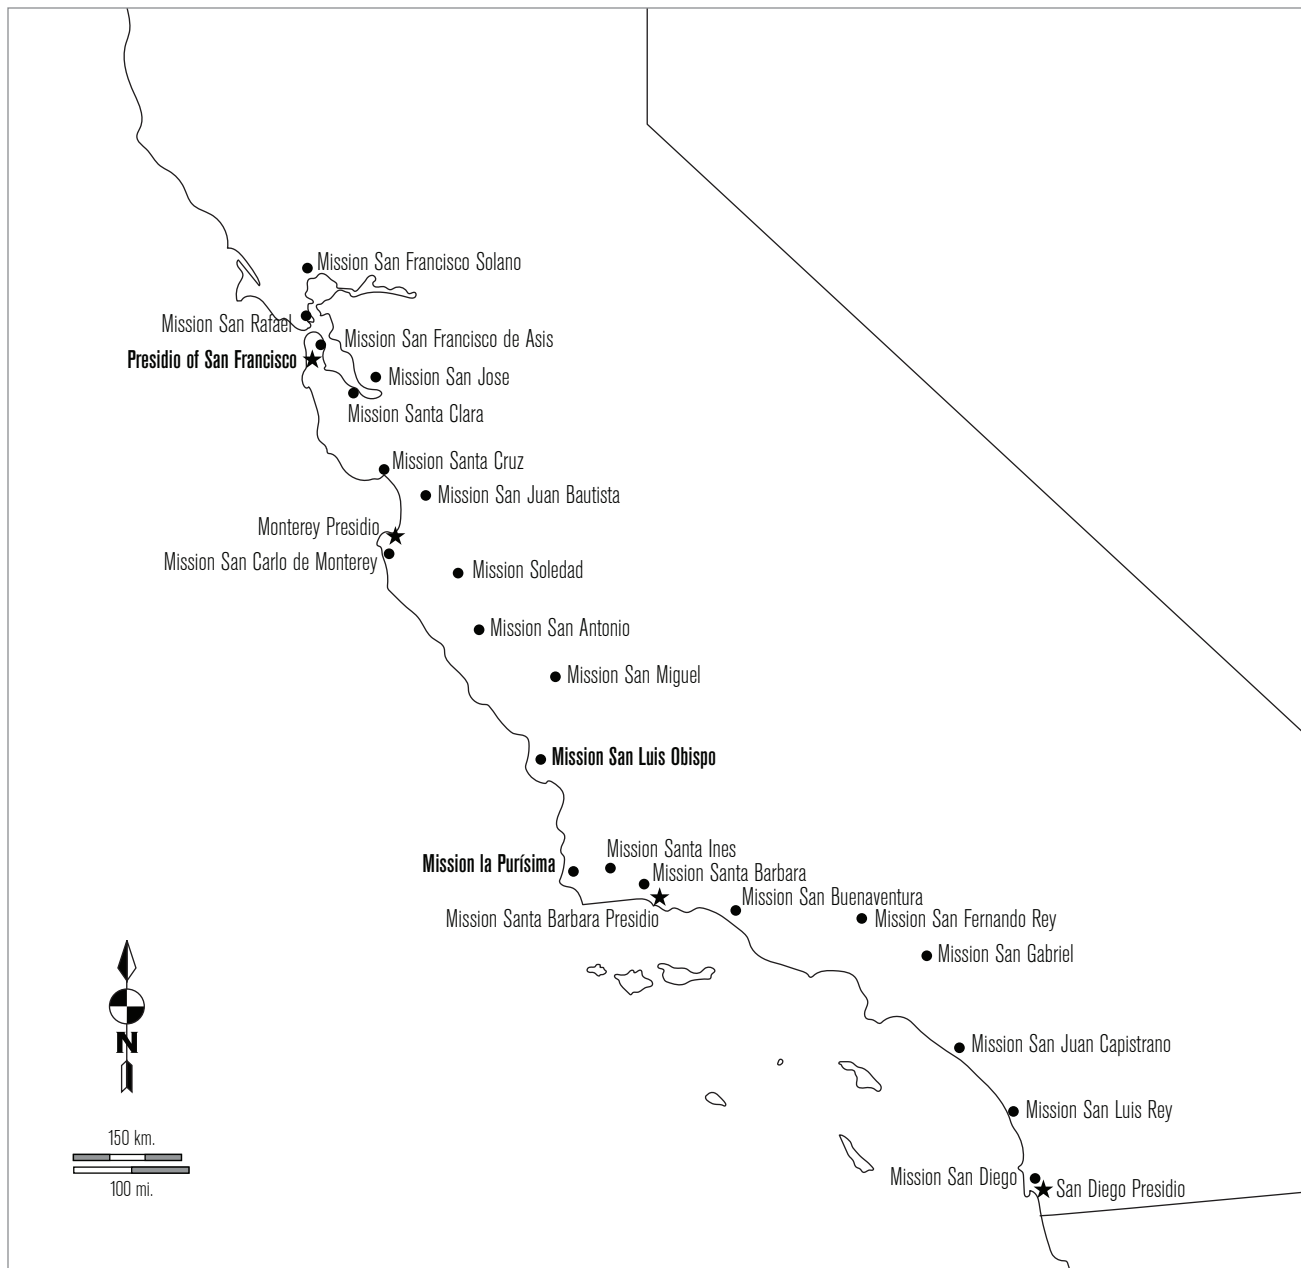 Mission San Francisco Solano
Mission San Rafael
Mission San Francisco de Asis
Presidio of San Francisco
Mission San Jose
Mission Santa Clara
Mission Santa Cruz
Mission San Juan Bautista
Monterey Presidio
Mission San Carlo de Monterey
Mission Soledad
Mission San Antonio
Mission San Miguel
Mission San Luis Obispo
Mission Santa Ines
Mission la Purísima
Mission Santa Barbara
Mission San Buenaventura
Mission Santa Barbara Presidio
Mission San Fernando Rey
Mission San Gabriel
N
Mission San Juan Capistrano
Mission San Luis Rey
150 km.
Mission San Diego
San Diego Presidio
100 mi.